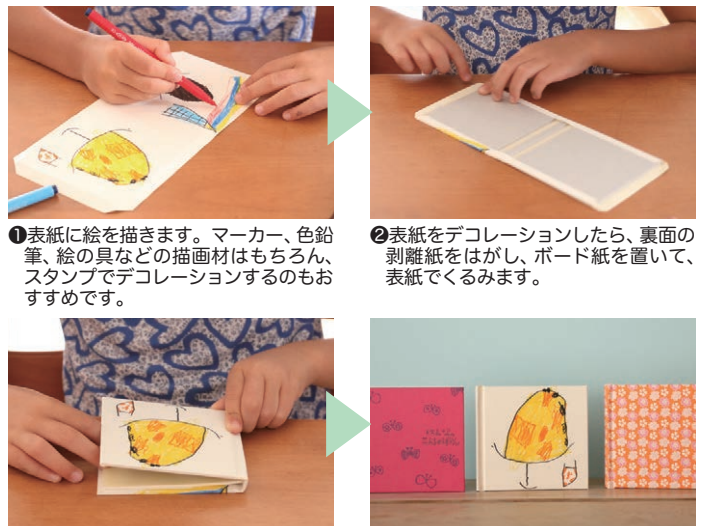 ❶表紙に絵を描きます。マーカー、色鉛
筆、絵の具などの描画材はもちろん、
スタンプでデコレーションするのもお
すすめです。
❷表紙をデコレーションしたら、裏面の
剥離紙をはがし、ボード紙を置いて、
表紙でくるみます。